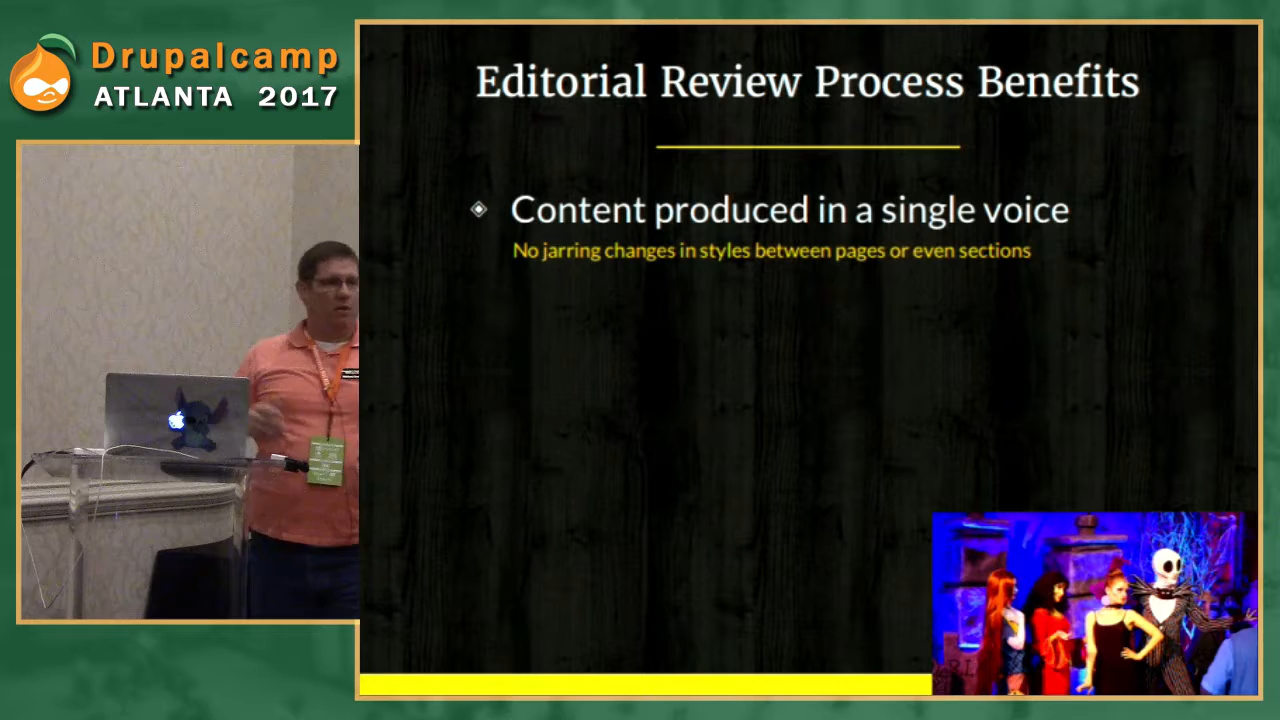 Drupalcamp
ATLANTA 2017
Editorial Review Process Benefits
Content produced in a single voice
No jarring changes in styles between pages or even sections